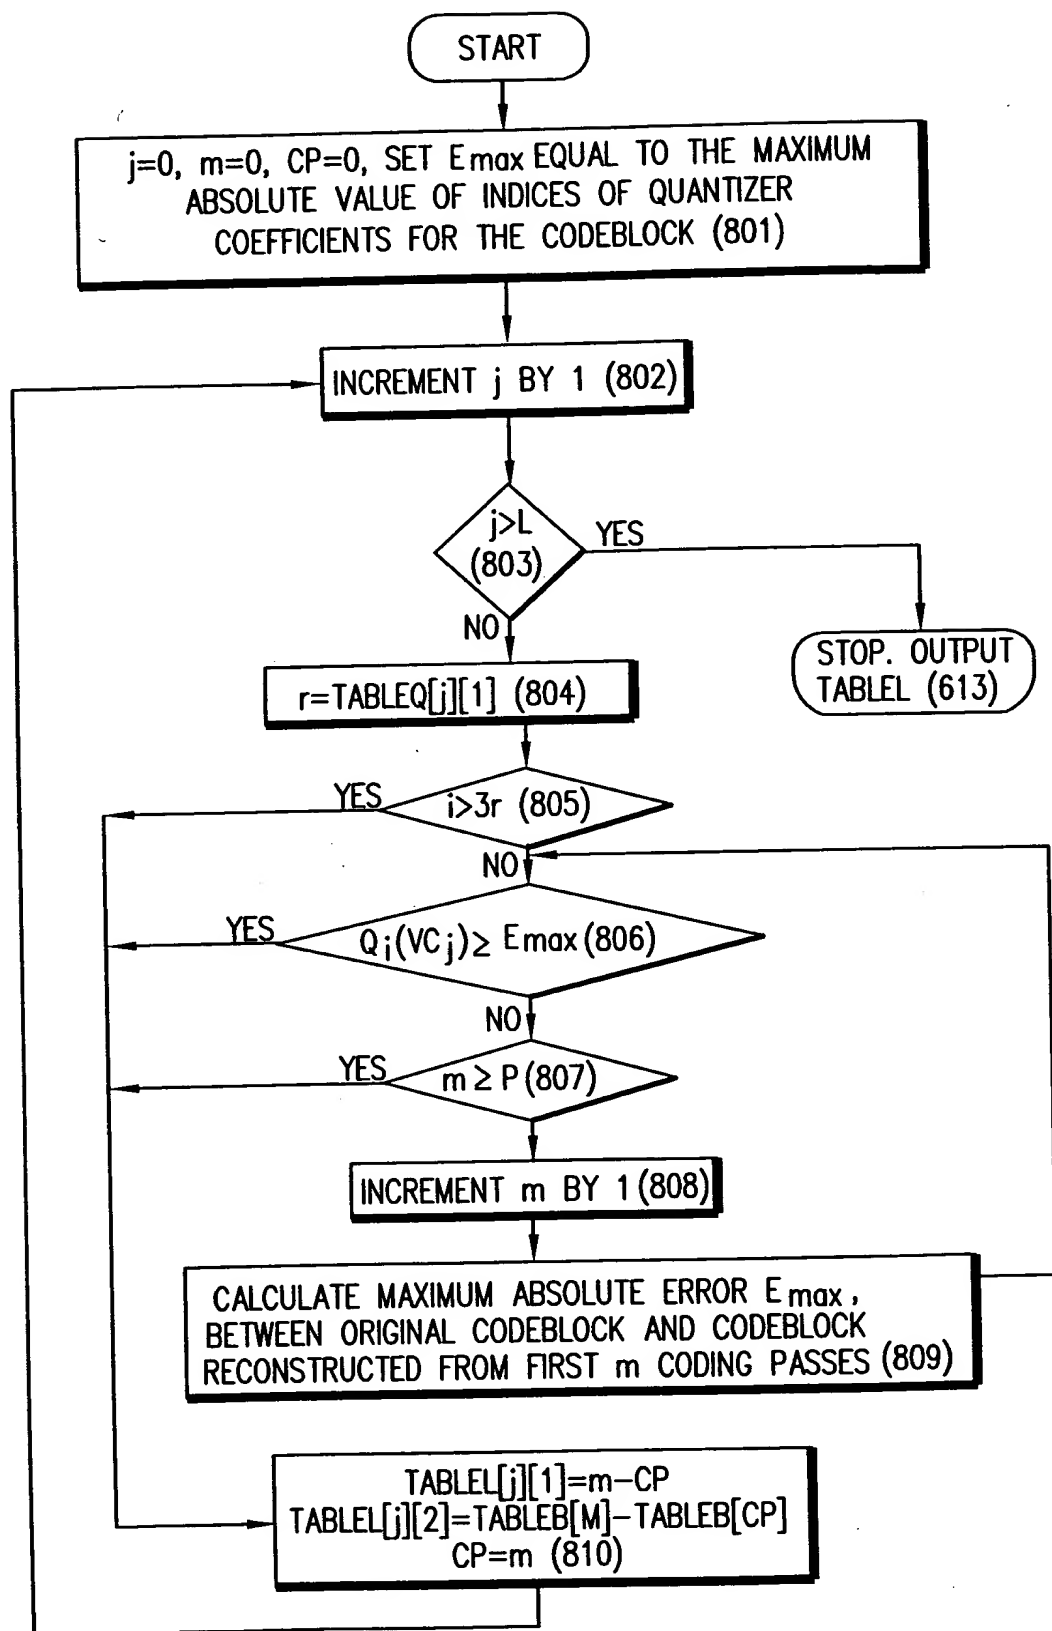 START
j=0, m=0, CP=0, SET Emax EQUAL TO THE MAXIMUM
ABSOLUTE VALUE OF INDICES OF QUANTIZER
COEFFICIENTS FOR THE CODEBLOCK (801)
INCREMENT j BY 1 (802)
j>L
(803)
YES
NO
STOP. OUTPUT
TABLEL (613)
r=TABLEQ[j][1] (804)
YES
i>3r (805)
NO
YES
Qi(VCj)≥ Emax (806)
NO
YES
m ≥ P (807)
INCREMENT m BY 1 (808)
CALCULATE MAXIMUM ABSOLUTE ERROR Emax,
BETWEEN ORIGINAL CODEBLOCK AND CODEBLOCK
RECONSTRUCTED FROM FIRST m CODING PASSES (809)
TABLEL[j][1]=m-CP
TABLEL[j][2]=TABLEB[M]-TABLEB[CP]
CP=m (810)